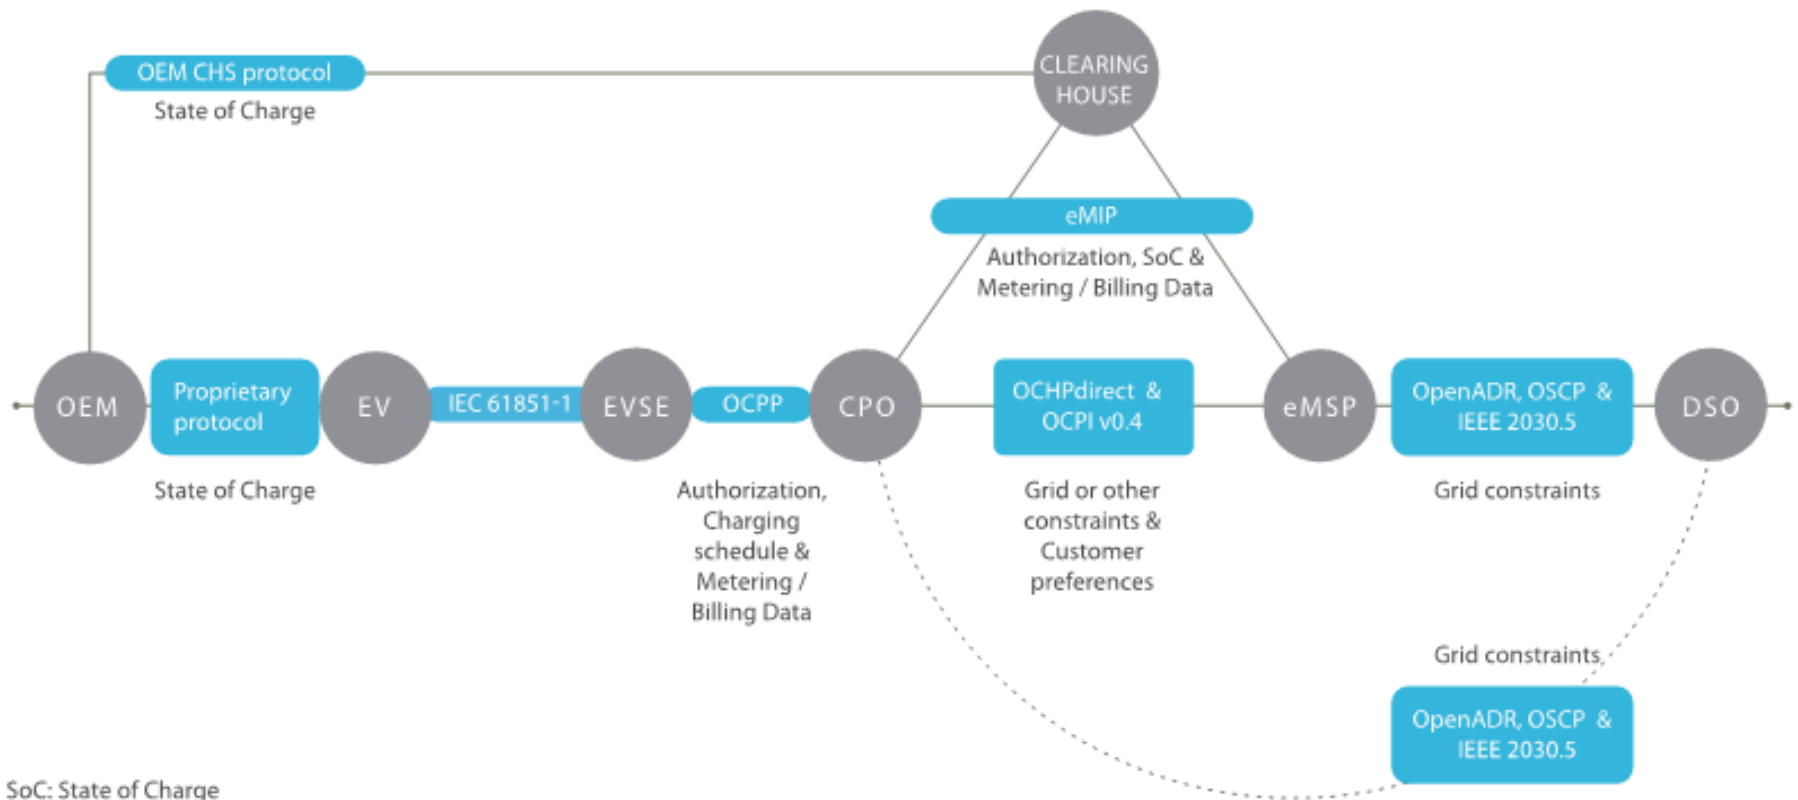 CLEARING
HOUSE
OEM CHS protocol
State of Charge
eMIP
Authorization, SoC &
Metering / Billing Data
OEM
Proprietary
protocol
EV
IEC 61851-1
EVSE
OCPP
CPO
OCHPdirect &
OCPI v0.4
eMSP
OpenADR, OSCP &
IEEE 2030.5
DSO
State of Charge
Authorization,
Charging
schedule &
Metering /
Billing Data
Grid or other
constraints &
Customer
preferences
Grid constraints
Grid constraints
OpenADR, OSCP &
IEEE 2030.5
SoC: State of Charge